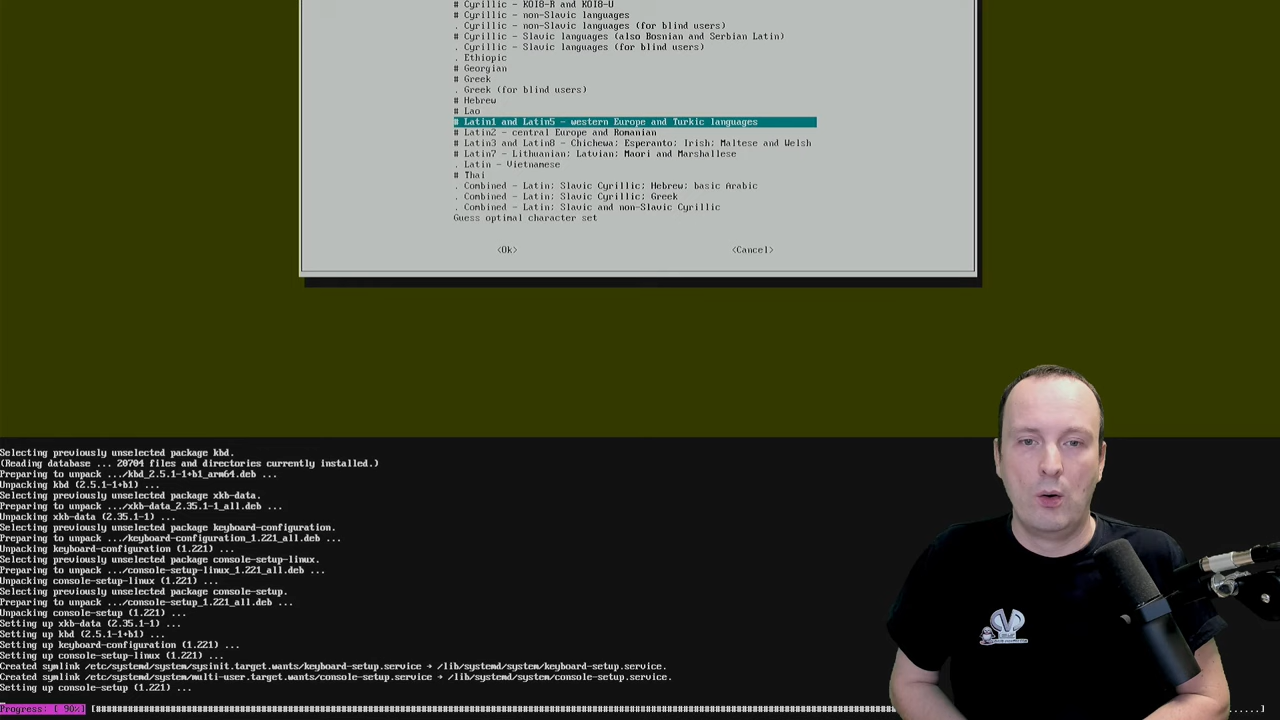 # Cyrillic - KOI8-R and KOI8-U
# Cyrillic - non-Slavic languages
. Cyrillic - non-Slavic languages (for blind users)
# Cyrillic - Slavic languages (also Bosnian and Serbian Latin)
. Cyrillic - Slavic languages (for blind users)
. Ethiopic
# Georgian
# Greek
. Greek (for blind users)
# Hebrew
# Lao
# Latin1 and Latin5 - western Europe and Turkic languages
# Latin2 - central Europe and Romanian
# Latin3 and Latin8 - Chichewa; Esperanto; Irish; Maltese and Welsh
# Latin7 - Lithuanian; Latvian; Maori and Marshallese
. Latin - Vietnamese
# Thai
. Combined - Latin; Slavic Cyrillic; Hebrew; basic Arabic
. Combined - Latin; Slavic Cyrillic; Greek
. Combined - Latin; Slavic and non-Slavic Cyrillic
Guess optimal character set
<Ok> <Cancel>
Selecting previously unselected package kbd.
(Reading database ... 20704 files and directories currently installed.)
Preparing to unpack .../kbd_2.5.1-1+b1_arm64.deb ...
Unpacking kbd (2.5.1-1+b1) ...
Selecting previously unselected package xkb-data.
Preparing to unpack .../xkb-data_2.35.1-1_all.deb ...
Unpacking xkb-data (2.35.1-1) ...
Selecting previously unselected package keyboard-configuration.
Preparing to unpack .../keyboard-configuration_1.221_all.deb ...
Unpacking keyboard-configuration (1.221) ...
Selecting previously unselected package console-setup-linux.
Preparing to unpack .../console-setup-linux_1.221_all.deb ...
Unpacking console-setup-linux (1.221) ...
Selecting previously unselected package console-setup.
Preparing to unpack .../console-setup_1.221_all.deb ...
Unpacking console-setup (1.221) ...
Setting up xkb-data (2.35.1-1) ...
Setting up kbd (2.5.1-1+b1) ...
Setting up keyboard-configuration (1.221) ...
Setting up console-setup-linux (1.221) ...
Created symlink /etc/systemd/system/sysinit.target.wants/keyboard-setup.service → /lib/systemd/system/keyboard-setup.service.
Created symlink /etc/systemd/system/multi-user.target.wants/console-setup.service → /lib/systemd/system/console-setup.service.
Setting up console-setup (1.221) ...
Progress: [ 90%]